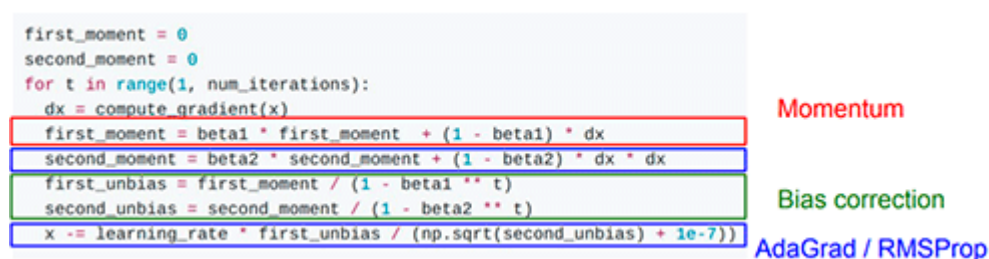 first_moment = 0
second_moment = 0
for t in range(1, num_iterations):
dx = compute_gradient(x)
Momentum
first_moment = beta1 * first_moment + (1 - beta1) * dx
second_moment = beta2 * second_moment + (1 - beta2) * dx * dx
first_unbias = first_moment / (1 - beta1 ** t)
Bias correction
second_unbias = second_moment / (1 - beta2 ** t)
x -= learning_rate * first_unbias / (np.sqrt(second_unbias) + 1e-7))
AdaGrad / RMSProp